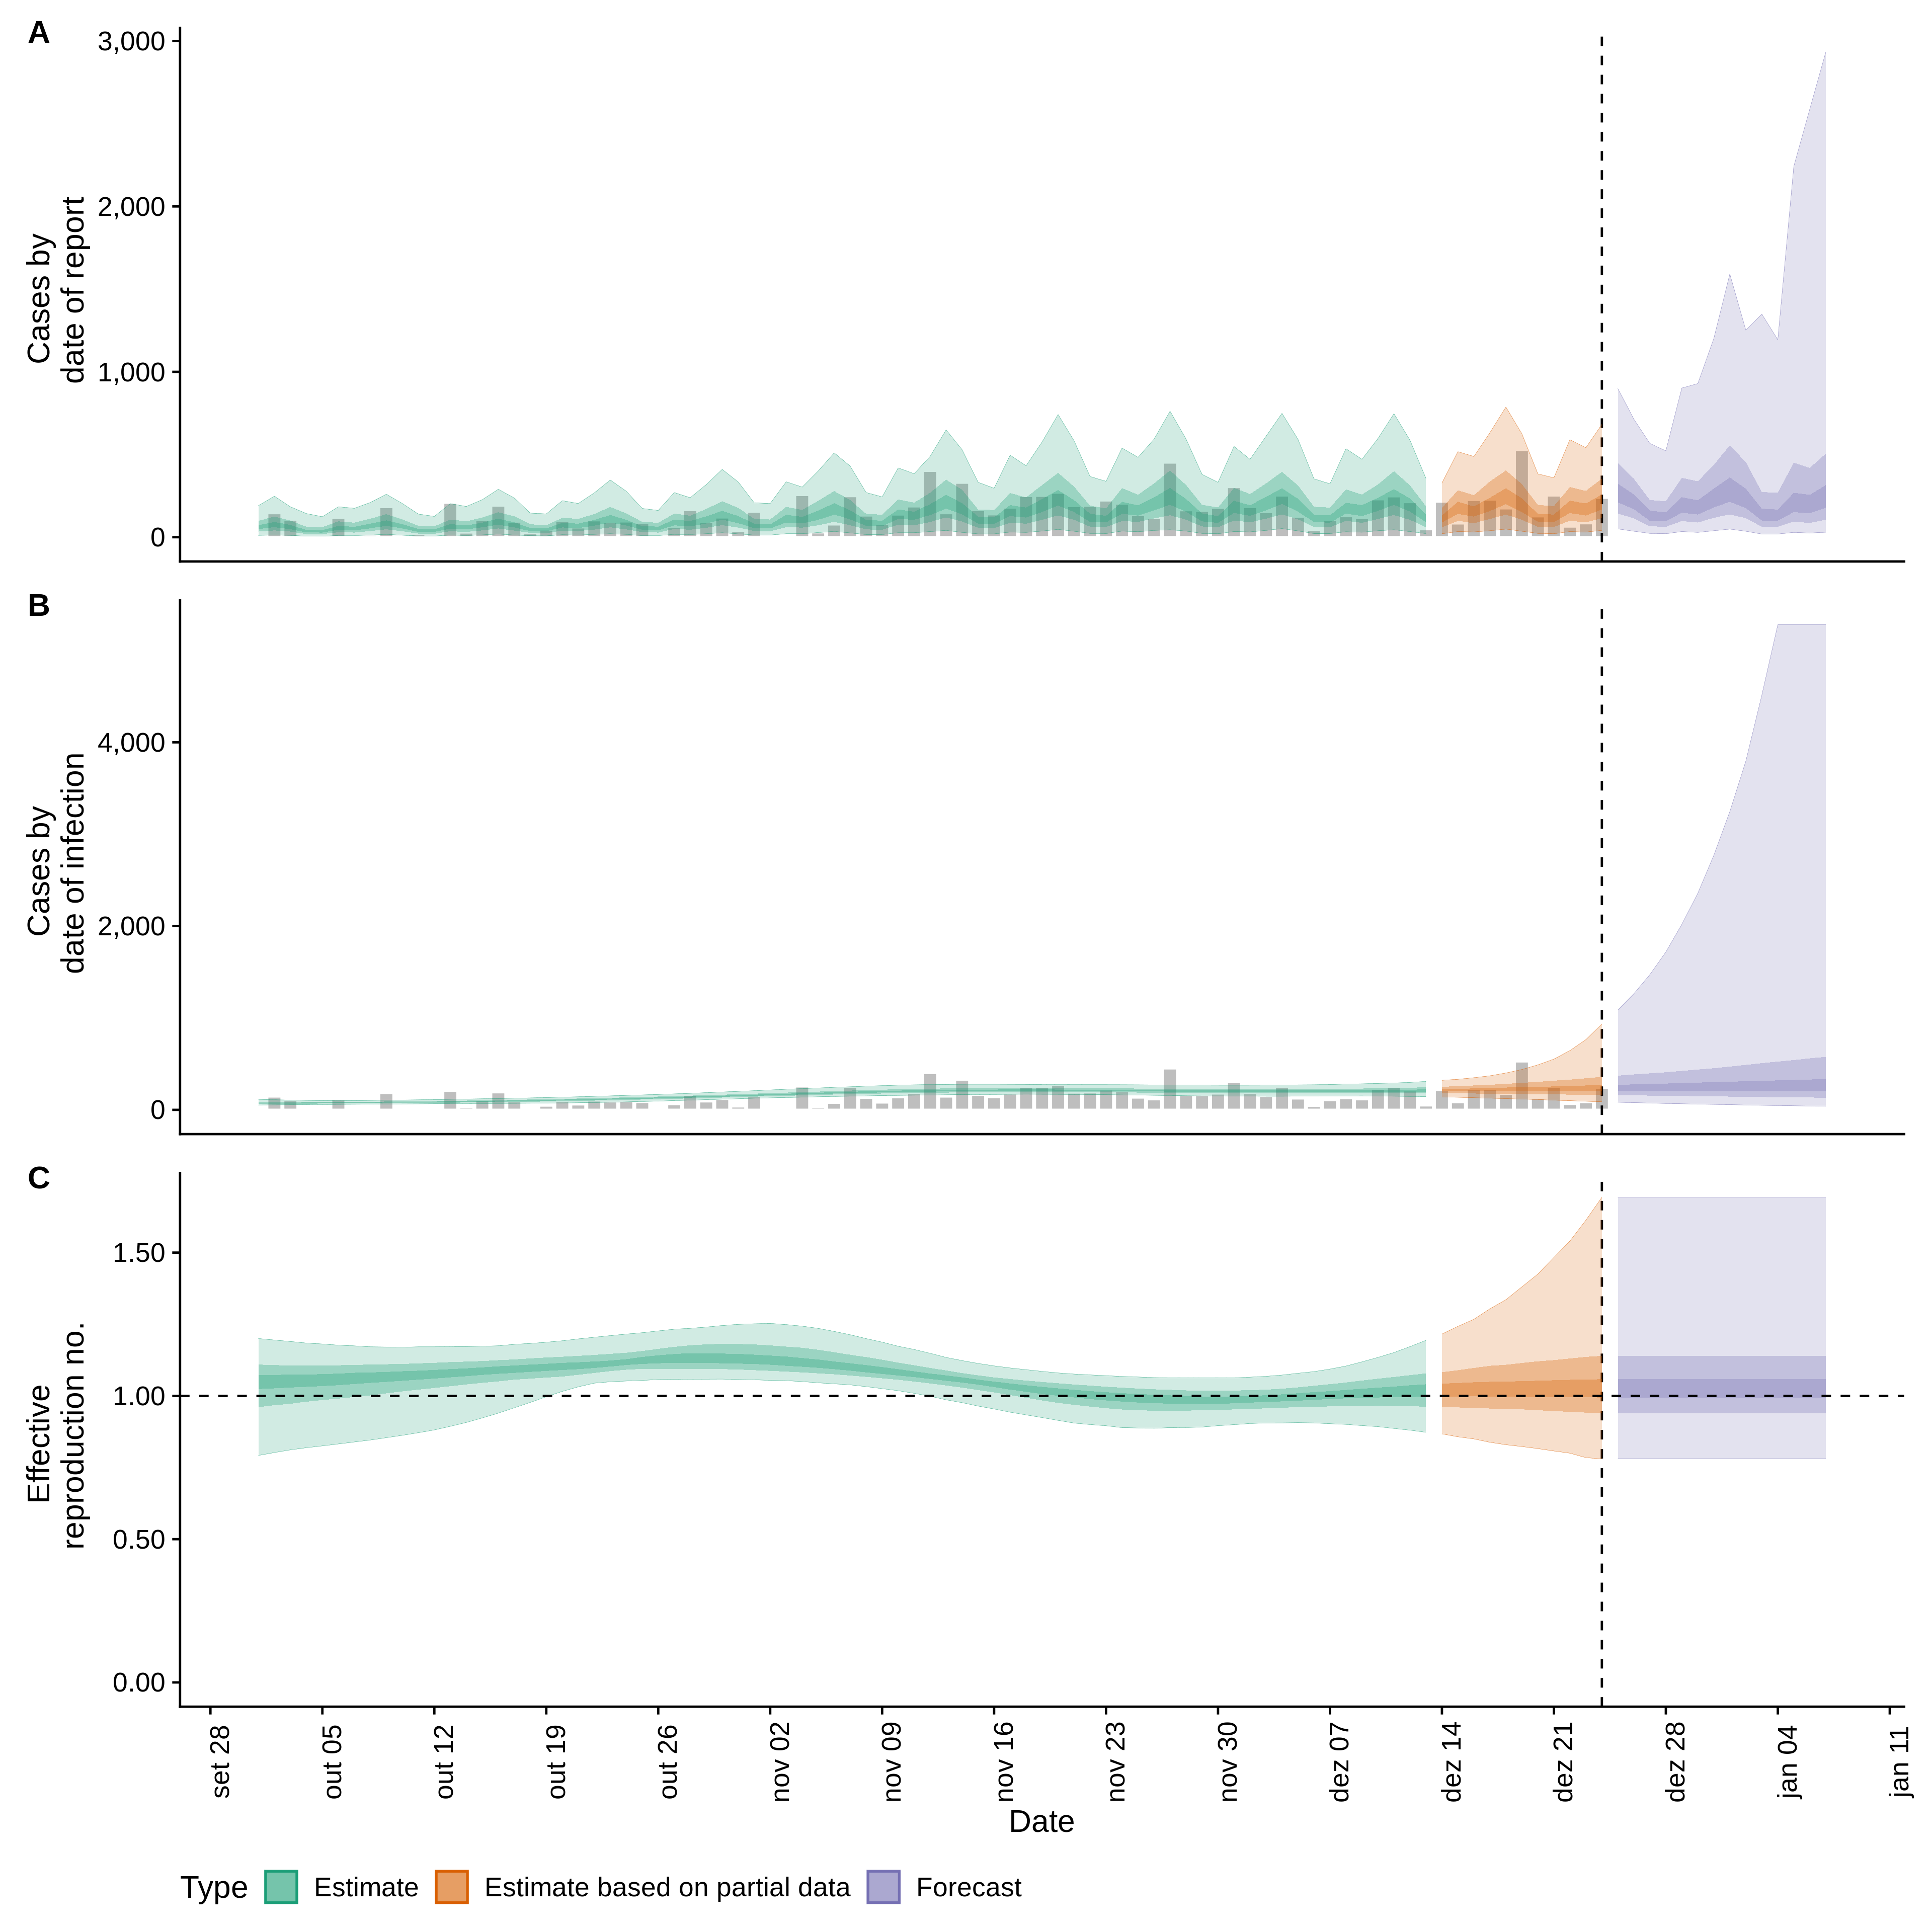 A
3,000
2,000
1,000
0
Cases by
date of report
B
4,000
2,000
0
Cases by
date of infection
C
1.50
1.00
0.50
0.00
Effective
reproduction no.
set 28
out 05
out 12
out 19
out 26
nov 02
nov 09
nov 16
nov 23
nov 30
dez 07
dez 14
dez 21
dez 28
jan 04
jan 11
Date
Type
Estimate
Estimate based on partial data
Forecast